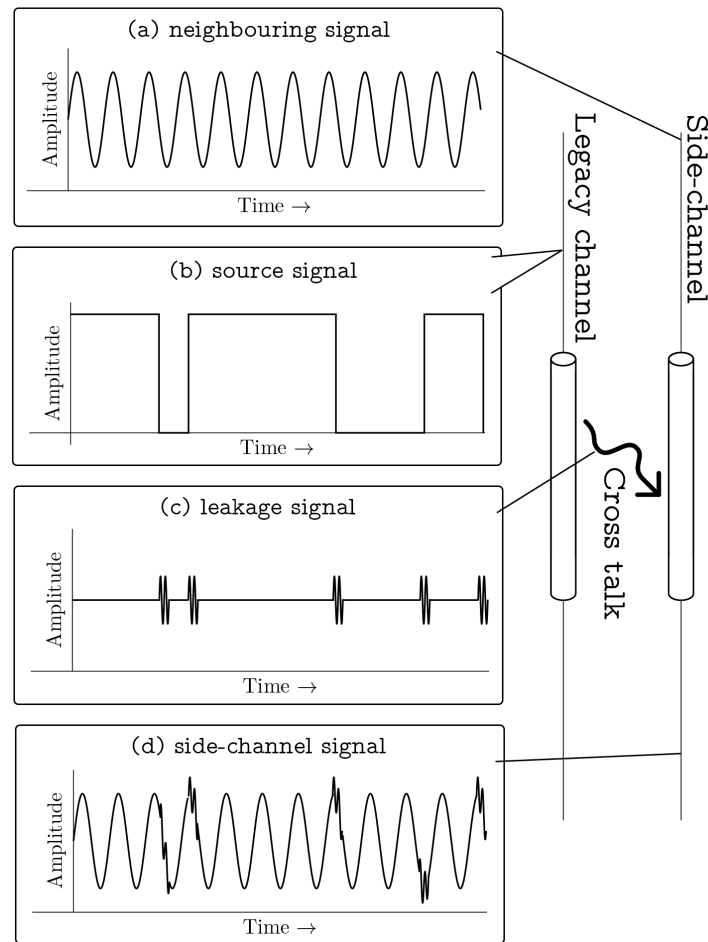 (a) neighbouring signal
Amplitude
Time →
(b) source signal
Amplitude
Time →
(c) leakage signal
Amplitude
Time →
(d) side-channel signal
Amplitude
Time →
Legacy channel
Side-channel
Cross talk